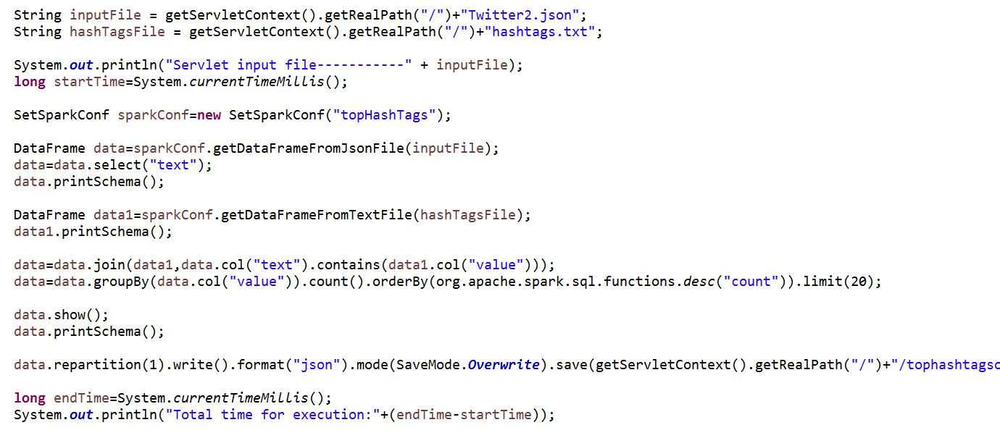 String inputFile = getServletContext().getRealPath("/")+"Twitter2.json";
String hashTagsFile = getServletContext().getRealPath("/")+"hashtags.txt";
System.out.println("Servlet input file-----------" + inputFile);
long startTime=System.currentTimeMillis();
SetSparkConf sparkConf=new SetSparkConf("topHashTags");
DataFrame data=sparkConf.getDataFrameFromJsonFile(inputFile);
data=data.select("text");
data.printSchema();
DataFrame data1=sparkConf.getDataFrameFromTextFile(hashTagsFile);
data1.printSchema();
data=data.join(data1,data.col("text").contains(data1.col("value")));
data=data.groupBy(data.col("value")).count().orderBy(org.apache.spark.sql.functions.desc("count")).limit(20);
data.show();
data.printSchema();
data.repartition(1).write().format("json").mode(SaveMode.Overwrite).save(getServletContext().getRealPath("/")+"/tophashtagsc
long endTime=System.currentTimeMillis();
System.out.println("Total time for execution:"+(endTime-startTime));